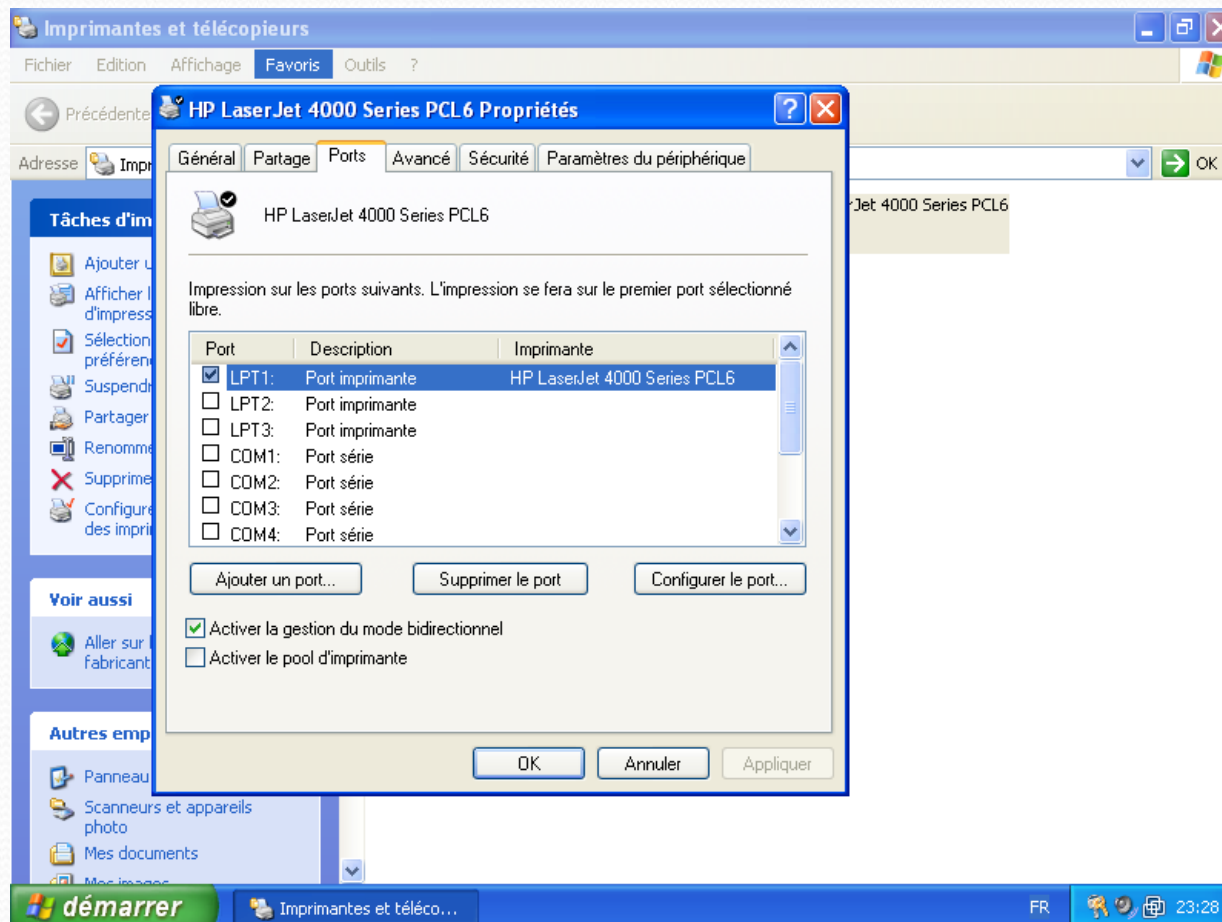 Imprimantes et télécopieurs
Fichier Edition Affichage Favoris Outils ?
Précédente
HP LaserJet 4000 Series PCL6 Propriétés
Adresse
OK
Général Partage Ports Avancé Sécurité Paramètres du périphérique
HP LaserJet 4000 Series PCL6
4000 Series PCL6
Impression sur les ports suivants. L'impression se fera sur le premier port sélectionné
libre.
Port Description Imprimante
LPT1: Port imprimante HP LaserJet 4000 Series PCL6
LPT2: Port imprimante
LPT3: Port imprimante
COM1: Port série
COM2: Port série
COM3: Port série
COM4: Port série
Ajouter un port... Supprimer le port Configurer le port...
Activer la gestion du mode bidirectionnel
Activer le pool d'imprimante
OK Annuler Appliquer
Tâches d'im
Ajouter u
Afficher l
d'impress
Sélection
préféren
Suspendr
Partager
Renomme
Supprime
Configure
des impri
Voir aussi
Aller sur l
fabricant
Autres emp
Panneau
Scanneurs et appareils
photo
Mes documents
Mes images
démarrer
Imprimantes et téléco...
FR
23:28